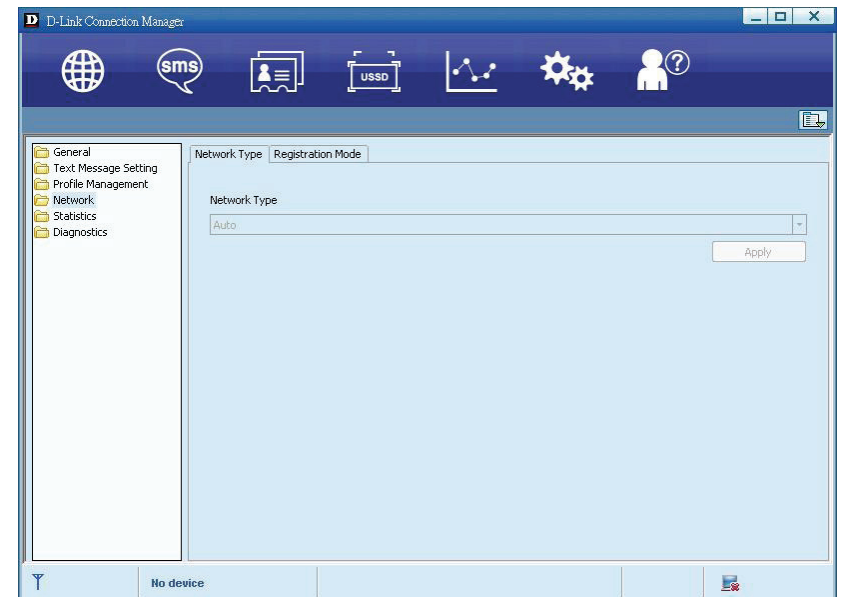 D D-Link Connection Manager
sms
USSD
?
General
Text Message Setting
Profile Management
Network
Statistics
Diagnostics
Network Type
Registration Mode
Network Type
Auto
Apply
No device